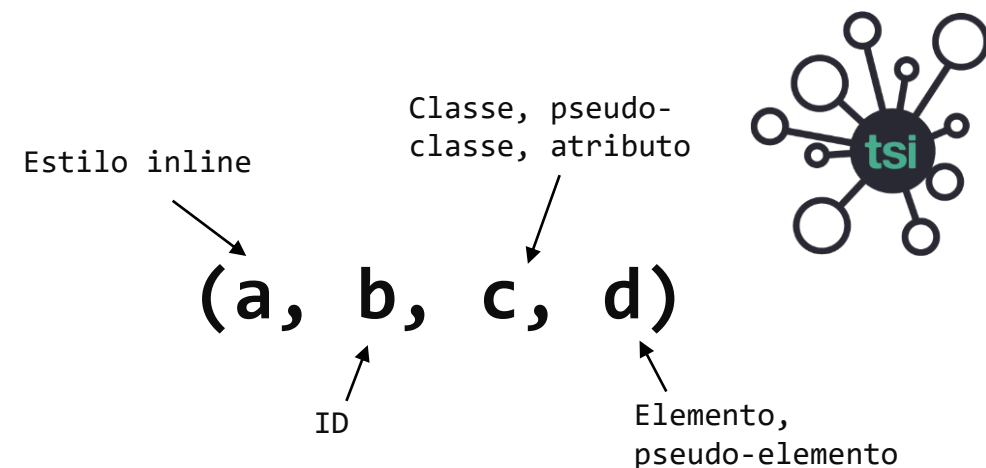 Classe, pseudo-
classe, atributo
Estilo inline
tsi
(a, b, c, d)
ID
Elemento,
pseudo-elemento